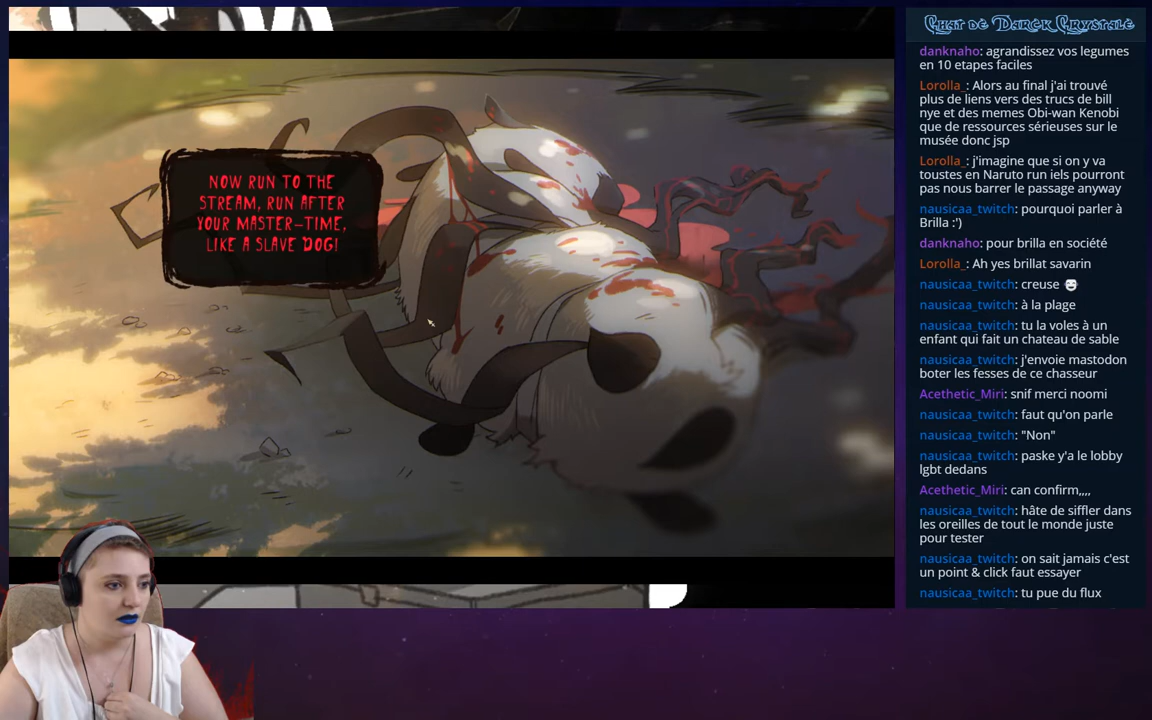 NOW RUN TO THE
STREAM, RUN AFTER
YOUR MASTER-TIME,
LIKE A SLAVE DOG!
Chat de Darck Crystale
danknaho: agrandissez vos legumes
en 10 etapes faciles
Lorolla_: Alors au final j'ai trouvé
plus de liens vers des trucs de bill
nye et des memes Obi-wan Kenobi
que de ressources sérieuses sur le
musée donc jsp
Lorolla_: j'imagine que si on y va
toustes en Naruto run iels pourront
pas nous barrer le passage anyway
nausicaa_twitch: pourquoi parler à
Brilla :')
danknaho: pour brilla en société
Lorolla_: Ah yes brillat savarin
nausicaa_twitch: creuse
nausicaa_twitch: à la plage
nausicaa_twitch: tu la voles à un
enfant qui fait un chateau de sable
nausicaa_twitch: j'envoie mastodon
boter les fesses de ce chasseur
Acethetic_Miri: snif merci noomi
nausicaa_twitch: faut qu'on parle
nausicaa_twitch: "Non"
nausicaa_twitch: paske y'a le lobby
lgbt dedans
Acethetic_Miri: can confirm,,,,
nausicaa_twitch: hâte de siffler dans
les oreilles de tout le monde juste
pour tester
nausicaa_twitch: on sait jamais c'est
un point & click faut essayer
nausicaa_twitch: tu pue du flux